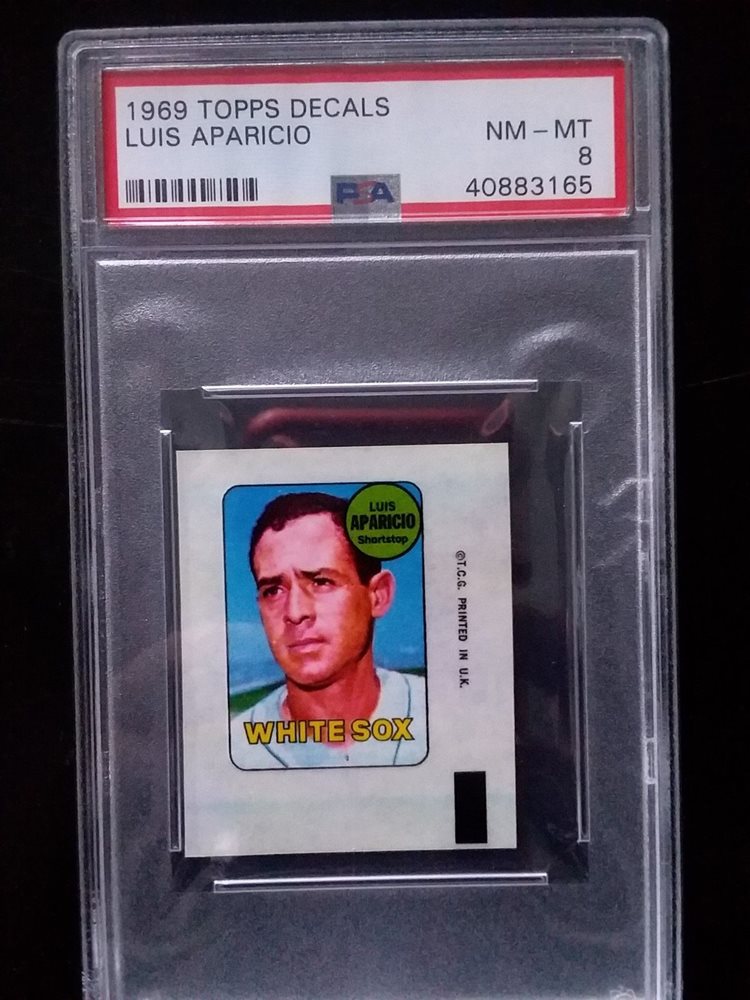 1969 TOPPS DECALS
LUIS APARICIO
NM – MT
8
PSA
40883165
LUIS
APARICIO
Shortstop
©T.C.G. PRINTED IN U.K.
WHITE SOX